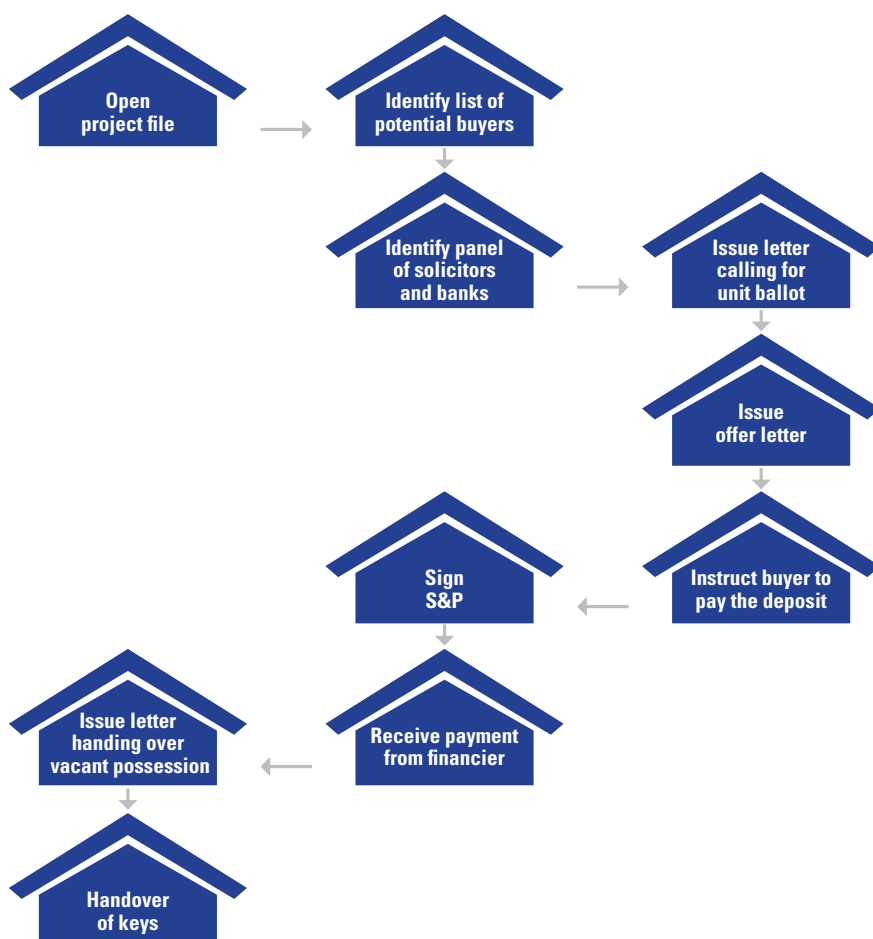 Open
project file
Identify list of
potential buyers
Identify panel
of solicitors
and banks
Issue letter
calling for
unit ballot
Issue
offer letter
Instruct buyer to
pay the deposit
Sign
S&P
Receive payment
from financier
Issue letter
handing over
vacant possession
Handover
of keys